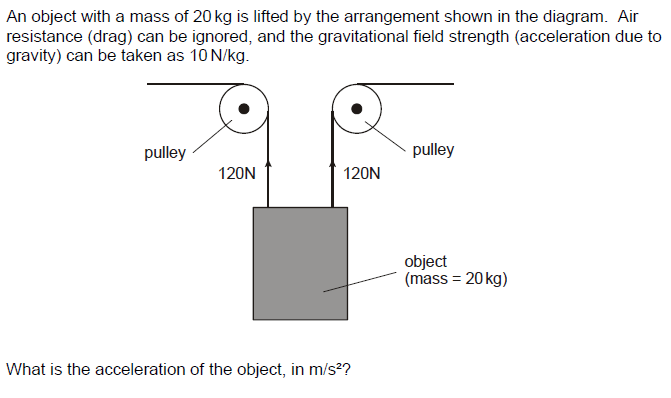 An object with a mass of 20 kg is lifted by the arrangement shown in the diagram. Air
resistance (drag) can be ignored, and the gravitational field strength (acceleration due to
gravity) can be taken as 10 N/kg.
pulley
pulley
120N
120N
object
(mass = 20 kg)
What is the acceleration of the object, in m/s²?